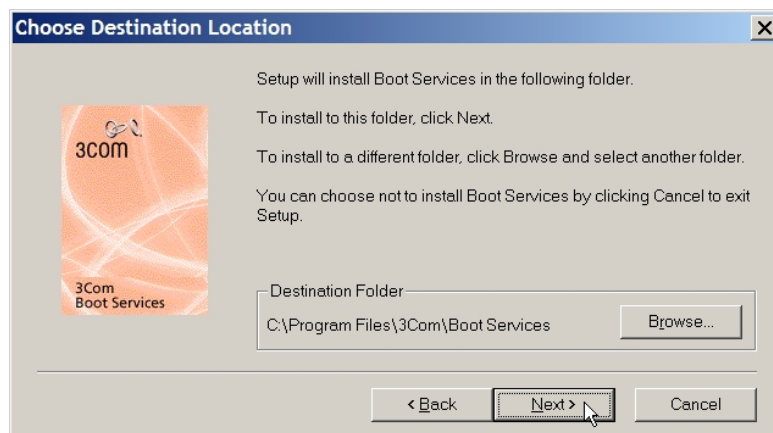 Choose Destination Location
Setup will install Boot Services in the following folder.
To install to this folder, click Next.
To install to a different folder, click Browse and select another folder.
You can choose not to install Boot Services by clicking Cancel to exit
Setup.
3COM
3Com
Boot Services
Destination Folder
C:\Program Files\3Com\Boot Services
Browse...
< Back
Next >
Cancel